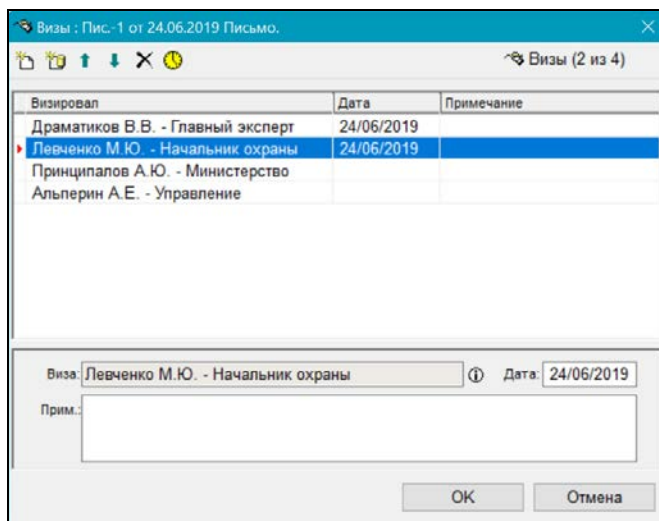 Визы : Пис.-1 от 24.06.2019 Письмо.
Визы (2 из 4)
Визировал Дата Примечание
Драматиков В.В. - Главный эксперт 24/06/2019
Левченко М.Ю. - Начальник охраны 24/06/2019
Принципалов А.Ю. - Министерство
Альперин А.Е. - Управление
Виза: Левченко М.Ю. - Начальник охраны Дата: 24/06/2019
Прим.:
OK Отмена